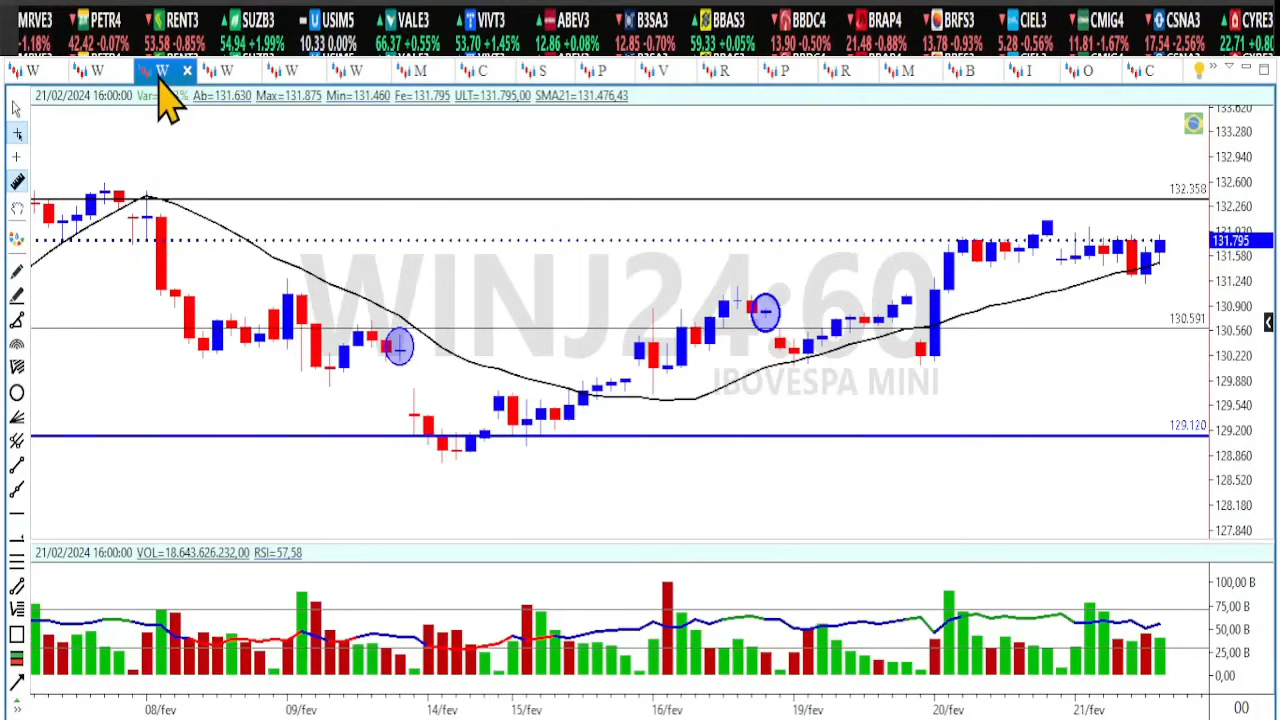 MRVE3 PETR4 RENT3 SUZB3 USIM5 VALE3 VIVT3 ABEV3 B3SA3 BBAS3 BBDC4 BRAP4 BRFS3 CIEL3 CMIG4 CSNA3 CYRE3
-1.18% 42.42 -0.07% 53.58 -0.85% 54.94 +1.99% 10.33 0.00% 66.37 +0.55% 53.70 +1.45% 12.86 +0.08% 12.85 -0.70% 59.33 +0.05% 13.90 -0.50% 21.48 -0.88% 13.78 -0.93% 5.28 -0.56% 11.81 -1.67% 17.54 -2.56% 22.71 +0.80
W W W W W W M C S P V R P R M B I O C
21/02/2024 16:00:00 Ab=131.630 Max=131.875 Min=131.460 Fe=131.795 ULT=131.795,00 SMA21=131.476,43
133.280
132.940
132.600
132.358
132.260
131.795
131.580
131.240
WINJ24:60
130.900
130.591
130.560
130.220
IBOVESPA MINI
129.880
129.540
129.120
129.200
128.860
128.520
128.180
127.840
21/02/2024 16:00:00 VOL=18.643.626.232,00 RSI=57,58
100,00 B
75,00 B
50,00 B
25,00 B
0,00
08/fev 09/fev 14/fev 15/fev 16/fev 19/fev 20/fev 21/fev 00